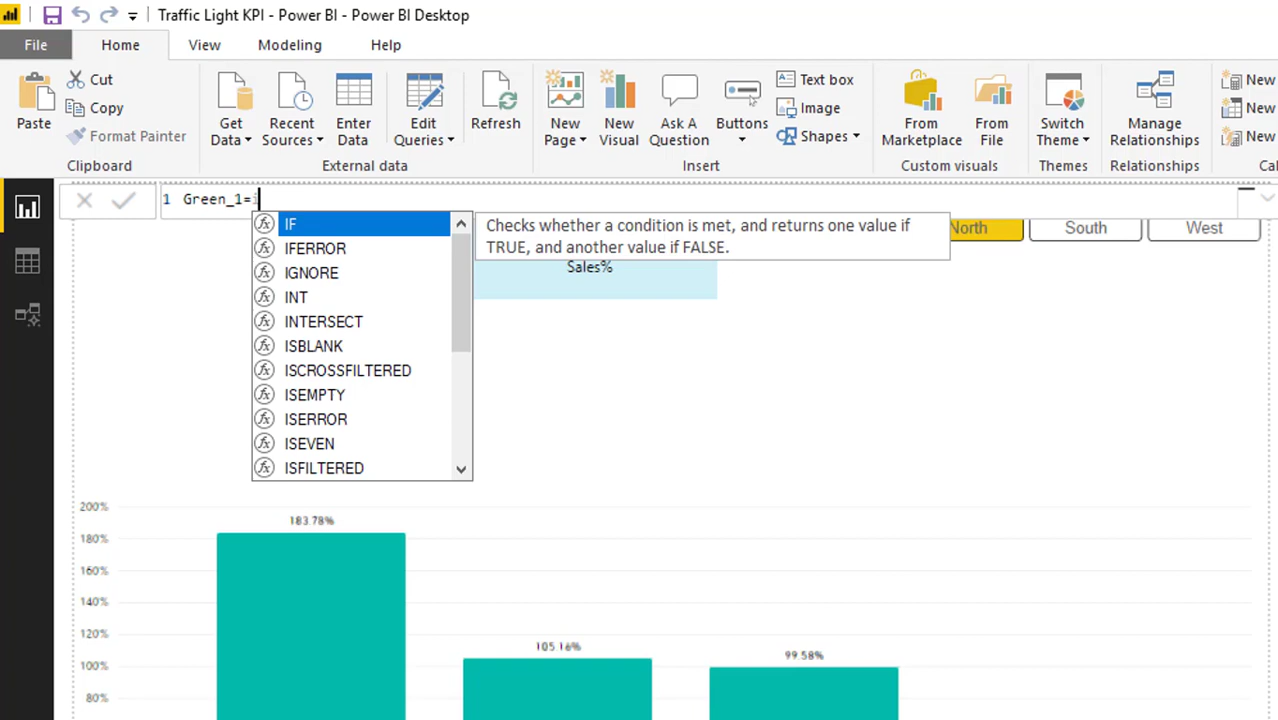 Traffic Light KPI - Power BI - Power BI Desktop
File Home View Modeling Help
Paste
Cut
Copy
Format Painter
Clipboard
Get Data
Recent Sources
Enter Data
Edit Queries
Refresh
External data
New Page
New Visual
Ask A Question
Buttons
Text box
Image
Shapes
Insert
From Marketplace
From File
Custom visuals
Switch Theme
Themes
Manage Relationships
Relationships
New
New
New
Cal
1 Green_1=i
IF
IFERROR
IGNORE
INT
INTERSECT
ISBLANK
ISCROSSFILTERED
ISEMPTY
ISERROR
ISEVEN
ISFILTERED
Checks whether a condition is met, and returns one value if
TRUE, and another value if FALSE.
North South West
Sales%
200%
180%
160%
140%
120%
100%
80%
183.78%
105.16%
99.58%